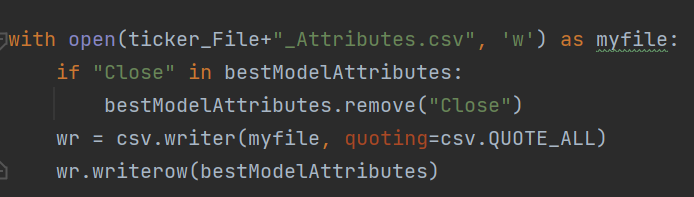 with open(ticker_File+"_Attributes.csv", 'w') as myfile:
    if "Close" in bestModelAttributes:
        bestModelAttributes.remove("Close")
    wr = csv.writer(myfile, quoting=csv.QUOTE_ALL)
    wr.writerow(bestModelAttributes)